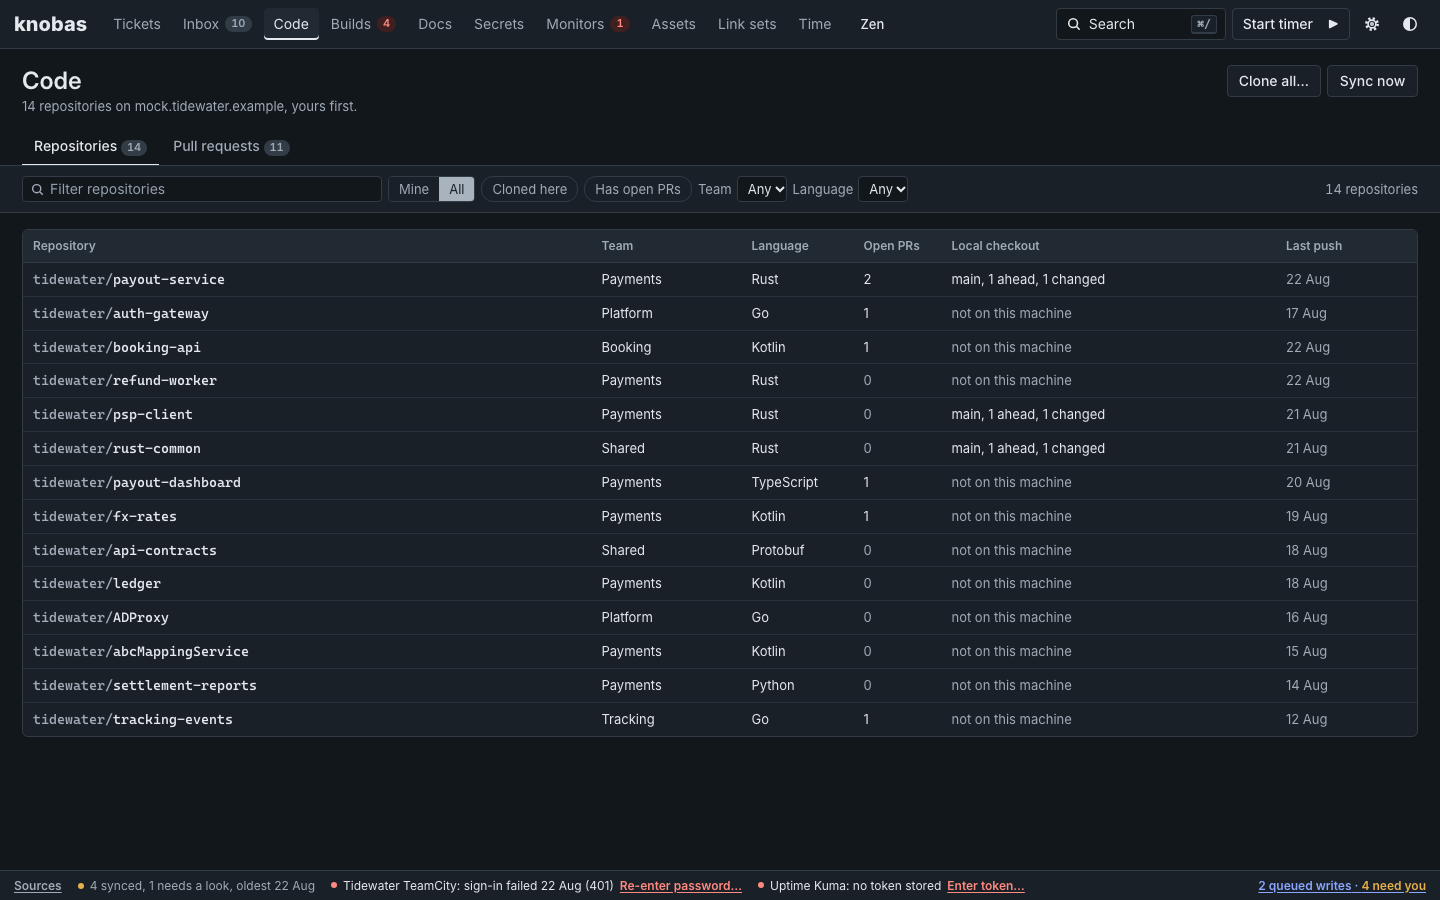 knobas Tickets Inbox 10 Code Builds 4 Docs Secrets Monitors 1 Assets Link sets Time Zen Search ⌘/ Start timer
Code
14 repositories on mock.tidewater.example, yours first.
Clone all... Sync now
Repositories 14 Pull requests 11
Filter repositories Mine All Cloned here Has open PRs Team Any Language Any 14 repositories
Repository Team Language Open PRs Local checkout Last push
tidewater/payout-service Payments Rust 2 main, 1 ahead, 1 changed 22 Aug
tidewater/auth-gateway Platform Go 1 not on this machine 17 Aug
tidewater/booking-api Booking Kotlin 1 not on this machine 22 Aug
tidewater/refund-worker Payments Rust 0 not on this machine 22 Aug
tidewater/psp-client Payments Rust 0 main, 1 ahead, 1 changed 21 Aug
tidewater/rust-common Shared Rust 0 main, 1 ahead, 1 changed 21 Aug
tidewater/payout-dashboard Payments TypeScript 1 not on this machine 20 Aug
tidewater/fx-rates Payments Kotlin 1 not on this machine 19 Aug
tidewater/api-contracts Shared Protobuf 0 not on this machine 18 Aug
tidewater/ledger Payments Kotlin 0 not on this machine 18 Aug
tidewater/ADProxy Platform Go 0 not on this machine 16 Aug
tidewater/abcMappingService Payments Kotlin 0 not on this machine 15 Aug
tidewater/settlement-reports Payments Python 0 not on this machine 14 Aug
tidewater/tracking-events Tracking Go 1 not on this machine 12 Aug
Sources 4 synced, 1 needs a look, oldest 22 Aug Tidewater TeamCity: sign-in failed 22 Aug (401) Re-enter password... Uptime Kuma: no token stored Enter token... 2 queued writes · 4 need you